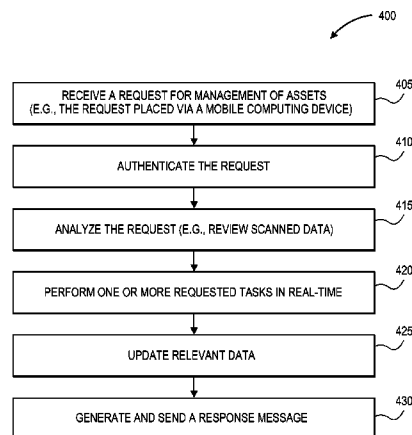 400
RECEIVE A REQUEST FOR MANAGEMENT OF ASSETS
(E.G., THE REQUEST PLACED VIA A MOBILE COMPUTING DEVICE)
405
AUTHENTICATE THE REQUEST
410
ANALYZE THE REQUEST (E.G., REVIEW SCANNED DATA)
415
PERFORM ONE OR MORE REQUESTED TASKS IN REAL-TIME
420
UPDATE RELEVANT DATA
425
GENERATE AND SEND A RESPONSE MESSAGE
430